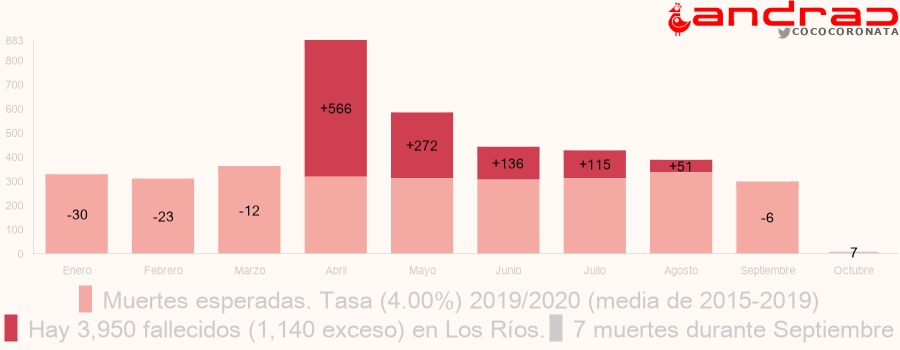 andrac
COCOCORONATA
883
800
700
600
500
400
300
200
100
0
+566
+272
+136
+115
+51
-30
-23
-12
-6
7
Enero
Febrero
Marzo
Abril
Mayo
Junio
Julio
Agosto
Septiembre
Octubre
Muertes esperadas. Tasa (4.00%) 2019/2020 (media de 2015-2019)
Hay 3,950 fallecidos (1,140 exceso) en Los Ríos. 7 muertes durante Septiembre